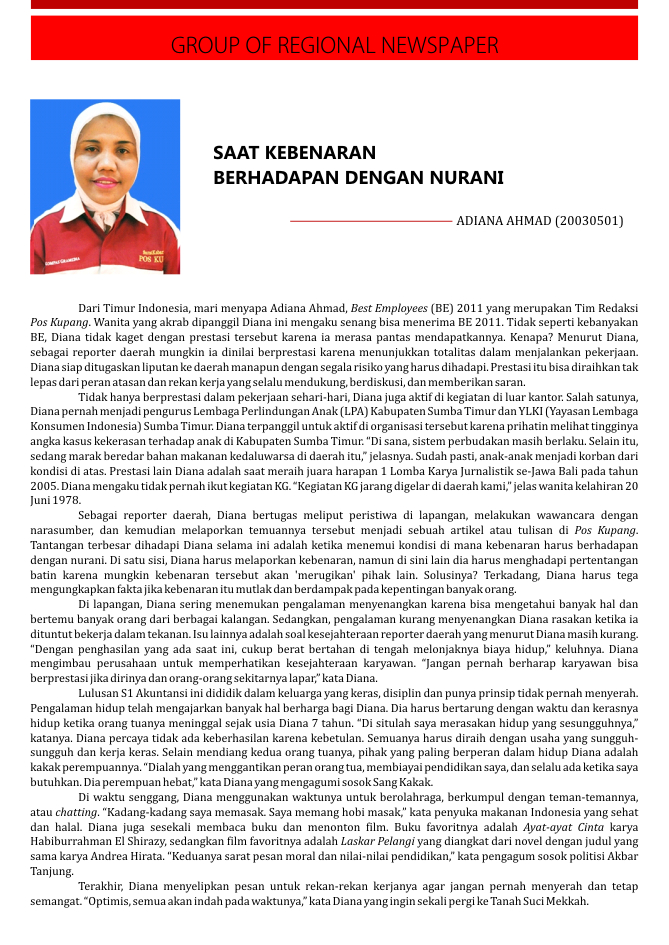 GROUP OF REGIONAL NEWSPAPER
SAAT KEBENARAN
BERHADAPAN DENGAN NURANI
ADIANA AHMAD (20030501)
POS KU
Dari Timur Indonesia, mari menyapa Adiana Ahmad, Best Employees (BE) 2011 yang merupakan Tim Redaksi
Pos Kupang. Wanita yang akrab dipanggil Diana ini mengaku senang bisa menerima BE 2011. Tidak seperti kebanyakan
BE, Diana tidak kaget dengan prestasi tersebut karena ia merasa pantas mendapatkannya. Kenapa? Menurut Diana,
sebagai reporter daerah mungkin ia dinilai berprestasi karena menunjukkan totalitas dalam menjalankan pekerjaan.
Diana siap ditugaskan liputan ke daerah manapun dengan segala risiko yang harus dihadapi. Prestasi itu bisa diraihkan tak
lepas dari peran atasan dan rekan kerja yang selalu mendukung, berdiskusi, dan memberikan saran.
Tidak hanya berprestasi dalam pekerjaan sehari-hari, Diana juga aktif di kegiatan di luar kantor. Salah satunya,
Diana pernah menjadi pengurus Lembaga Perlindungan Anak (LPA) Kabupaten Sumba Timur dan YLKI (Yayasan Lembaga
Konsumen Indonesia) Sumba Timur. Diana terpanggil untuk aktif di organisasi tersebut karena prihatin melihat tingginya
angka kasus kekerasan terhadap anak di Kabupaten Sumba Timur. “Di sana, sistem perbudakan masih berlaku. Selain itu,
sedang marak beredar bahan makanan kedaluwarsa di daerah itu,” jelasnya. Sudah pasti, anak-anak menjadi korban dari
kondisi di atas. Prestasi lain Diana adalah saat meraih juara harapan 1 Lomba Karya Jurnalistik se-Jawa Bali pada tahun
2005. Diana mengaku tidak pernah ikut kegiatan KG. “Kegiatan KG jarang digelar di daerah kami,” jelas wanita kelahiran 20
Juni 1978.
Sebagai reporter daerah, Diana bertugas meliput peristiwa di lapangan, melakukan wawancara dengan
narasumber, dan kemudian melaporkan temuannya tersebut menjadi sebuah artikel atau tulisan di Pos Kupang.
Tantangan terbesar dihadapi Diana selama ini adalah ketika menemui kondisi di mana kebenaran harus berhadapan
dengan nurani. Di satu sisi, Diana harus melaporkan kebenaran, namun di sini lain dia harus menghadapi pertentangan
batin karena mungkin kebenaran tersebut akan 'merugikan' pihak lain. Solusinya? Terkadang, Diana harus tega
mengungkapkan fakta jika kebenaran itu mutlak dan berdampak pada kepentingan banyak orang.
Di lapangan, Diana sering menemukan pengalaman menyenangkan karena bisa mengetahui banyak hal dan
bertemu banyak orang dari berbagai kalangan. Sedangkan, pengalaman kurang menyenangkan Diana rasakan ketika ia
dituntut bekerja dalam tekanan. Isu lainnya adalah soal kesejahteraan reporter daerah yang menurut Diana masih kurang.
“Dengan penghasilan yang ada saat ini, cukup berat bertahan di tengah melonjaknya biaya hidup,” keluhnya. Diana
mengimbau perusahaan untuk memperhatikan kesejahteraan karyawan. “Jangan pernah berharap karyawan bisa
berprestasi jika dirinya dan orang-orang sekitarnya lapar,” kata Diana.
Lulusan S1 Akuntansi ini dididik dalam keluarga yang keras, disiplin dan punya prinsip tidak pernah menyerah.
Pengalaman hidup telah mengajarkan banyak hal berharga bagi Diana. Dia harus bertarung dengan waktu dan kerasnya
hidup ketika orang tuanya meninggal sejak usia Diana 7 tahun. “Di situlah saya merasakan hidup yang sesungguhnya,”
katanya. Diana percaya tidak ada keberhasilan karena kebetulan. Semuanya harus diraih dengan usaha yang sungguh-
sungguh dan kerja keras. Selain mendiang kedua orang tuanya, pihak yang paling berperan dalam hidup Diana adalah
kakak perempuannya. “Dialah yang menggantikan peran orang tua, membiayai pendidikan saya, dan selalu ada ketika saya
butuhkan. Dia perempuan hebat,” kata Diana yang mengagumi sosok Sang Kakak.
Di waktu senggang, Diana menggunakan waktunya untuk berolahraga, berkumpul dengan teman-temannya,
atau chatting. “Kadang-kadang saya memasak. Saya memang hobi masak,” kata penyuka makanan Indonesia yang sehat
dan halal. Diana juga sesekali membaca buku dan menonton film. Buku favoritnya adalah Ayat-ayat Cinta karya
Habiburrahman El Shirazy, sedangkan film favoritnya adalah Laskar Pelangi yang diangkat dari novel dengan judul yang
sama karya Andrea Hirata. “Keduanya sarat pesan moral dan nilai-nilai pendidikan,” kata pengagum sosok politisi Akbar
Tanjung.
Terakhir, Diana menyelipkan pesan untuk rekan-rekan kerjanya agar jangan pernah menyerah dan tetap
semangat. “Optimis, semua akan indah pada waktunya,” kata Diana yang ingin sekali pergi ke Tanah Suci Mekkah.